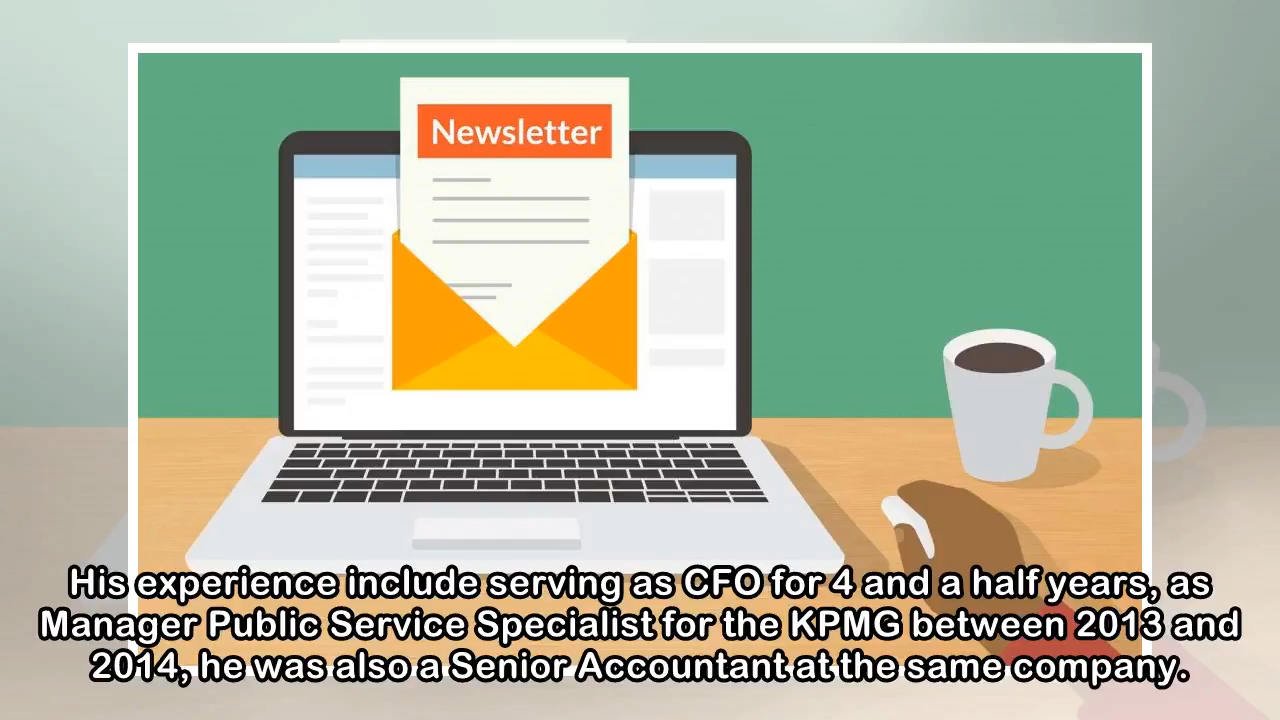 Newsletter
His experience include serving as CFO for 4 and a half years, as
Manager Public Service Specialist for the KPMG between 2013 and
2014, he was also a Senior Accountant at the same company.